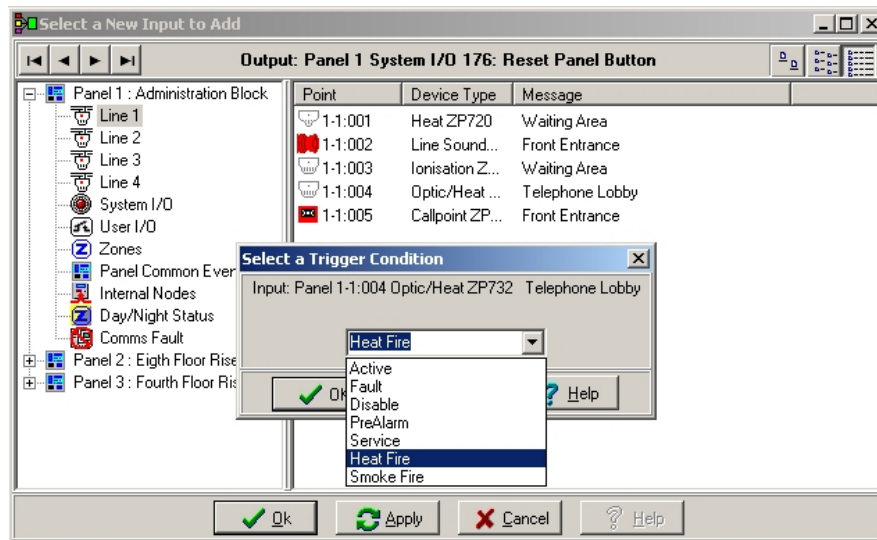 Select a New Input to Add
Output: Panel 1 System I/O 176: Reset Panel Button
Panel 1 : Administration Block
Line 1
Line 2
Line 3
Line 4
System I/O
User I/O
Zones
Panel Common Ever
Internal Nodes
Day/Night Status
Comms Fault
Panel 2 : Eigth Floor Rise
Panel 3 : Fourth Floor Ris
Point Device Type Message
1-1:001 Heat ZP720 Waiting Area
1-1:002 Line Sound... Front Entrance
1-1:003 Ionisation Z... Waiting Area
1-1:004 Optic/Heat ... Telephone Lobby
1-1:005 Callpoint ZP... Front Entrance
Select a Trigger Condition
Input: Panel 1-1:004 Optic/Heat ZP732 Telephone Lobby
Heat Fire
Active
Fault
Disable
PreAlarm
Service
Heat Fire
Smoke Fire
Help
Ok Apply Cancel Help